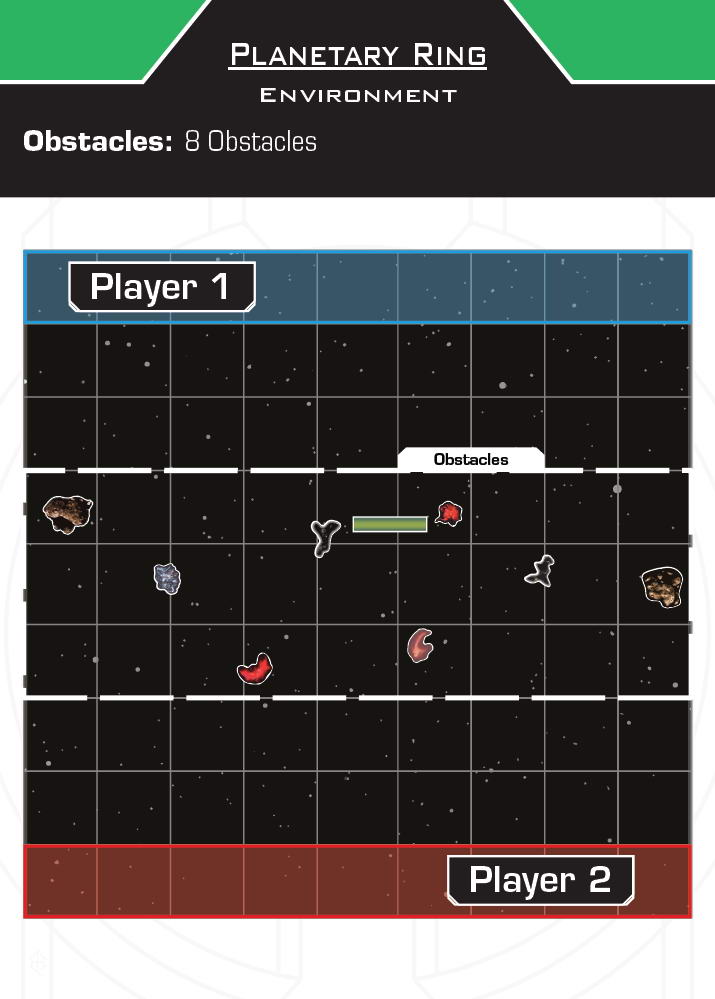 Planetary Ring
Environment
Obstacles: 8 Obstacles
Player 1
Obstacles
Player 2